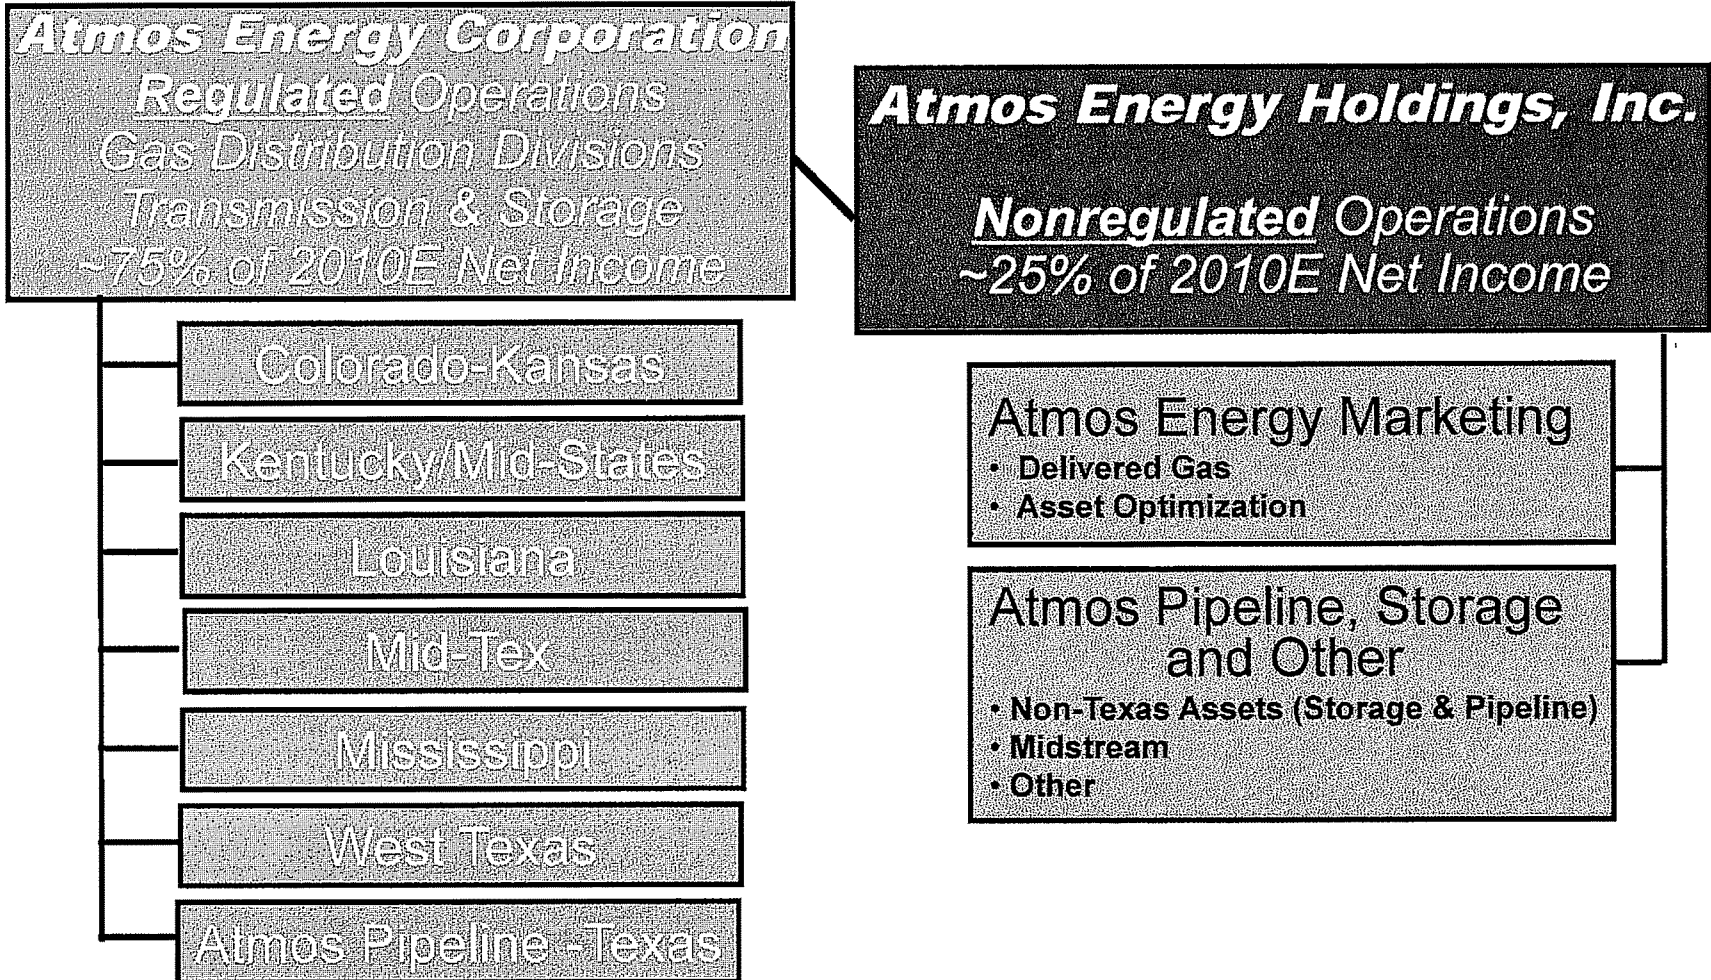 Atmos Energy Corporation
Regulated Operations
Gas Distribution Divisions
Transmission & Storage
~75% of 2010E Net Income
Colorado-Kansas
Kentucky/Mid-States
Louisiana
Mid-Tex
Mississippi
West Texas
Atmos Pipeline -Texas
Atmos Energy Holdings, Inc.
Nonregulated Operations
~25% of 2010E Net Income
Atmos Energy Marketing
• Delivered Gas
• Asset Optimization
Atmos Pipeline, Storage
and Other
• Non-Texas Assets (Storage & Pipeline)
• Midstream
• Other